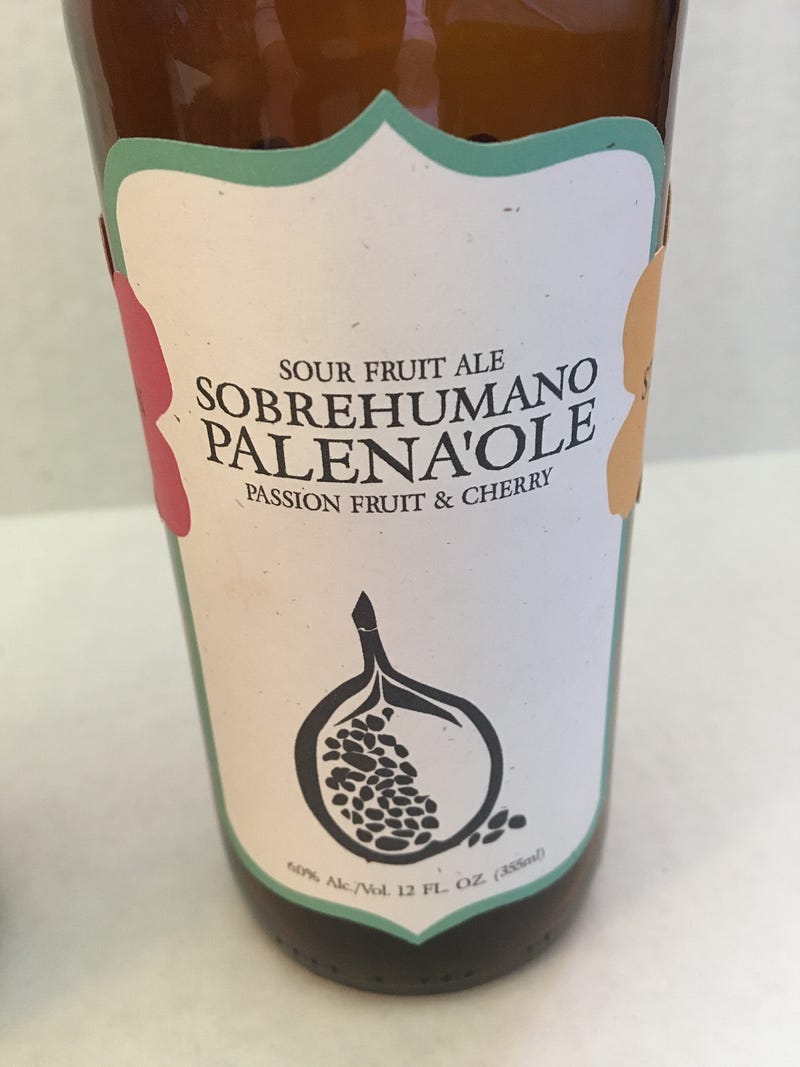 SOUR FRUIT ALE
SOBREHUMANO
PALENA'OLE
PASSION FRUIT & CHERRY
6.0% Alc./Vol. 12 FL. OZ. (355ml)